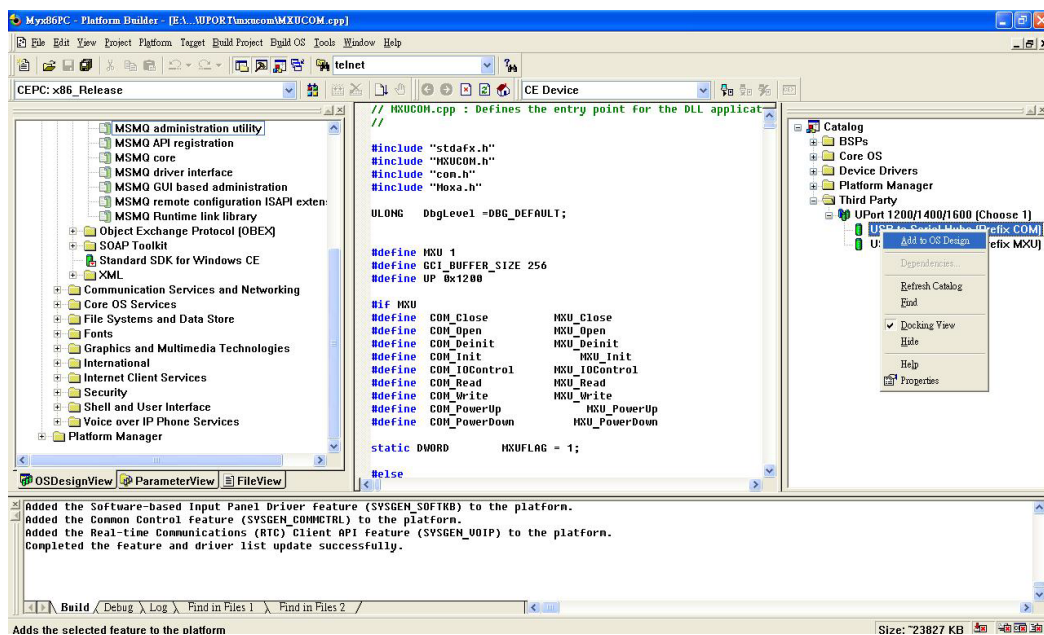 Myx86PC - Platform Builder - [E:\...\UPORT\mxucom\MXUCOM.cpp]
File Edit View Project Platform Target Build Project Build OS Tools Window Help
telnet
CEPC: x86_Release
CE Device
MSMQ administration utility
MSMQ API registration
MSMQ core
MSMQ driver interface
MSMQ GUI based administration
MSMQ remote configuration ISAPI exten
MSMQ Runtime link library
Object Exchange Protocol (OBEX)
SOAP Toolkit
Standard SDK for Windows CE
XML
Communication Services and Networking
Core OS Services
File Systems and Data Store
Fonts
Graphics and Multimedia Technologies
International
Internet Client Services
Security
Shell and User Interface
Voice over IP Phone Services
Platform Manager
OSDesignView ParameterView FileView
// MXUCOM.cpp : Defines the entry point for the DLL applicat
//
#include "stdafx.h"
#include "MXUCOM.h"
#include "com.h"
#include "Moxa.h"
ULONG DbgLevel =DBG_DEFAULT;
#define MXU 1
#define GCI_BUFFER_SIZE 256
#define UP 0x1200
#if MXU
#define COM_Close MXU_Close
#define COM_Open MXU_Open
#define COM_Deinit MXU_Deinit
#define COM_Init MXU_Init
#define COM_IOControl MXU_IOControl
#define COM_Read MXU_Read
#define COM_Write MXU_Write
#define COM_PowerUp MXU_PowerUp
#define COM_PowerDown MXU_PowerDown
static DWORD MXUFLAG = 1;
#else
Catalog
BSPs
Core OS
Device Drivers
Platform Manager
Third Party
UPort 1200/1400/1600 (Choose 1)
USB to Serial Hubs (Prefix COM)
US
refix MXU)
Add to OS Design
Dependencies...
Refresh Catalog
Find
Docking View
Hide
Help
Properties
Added the Software-based Input Panel Driver feature (SYSGEN_SOFTKB) to the platform.
Added the Common Control feature (SYSGEN_COMMCTRL) to the platform.
Added the Real-time Communications (RTC) Client API feature (SYSGEN_VOIP) to the platform.
Completed the feature and driver list update successfully.
Build Debug Log Find in Files 1 Find in Files 2
Adds the selected feature to the platform
Size: ~23827 KB